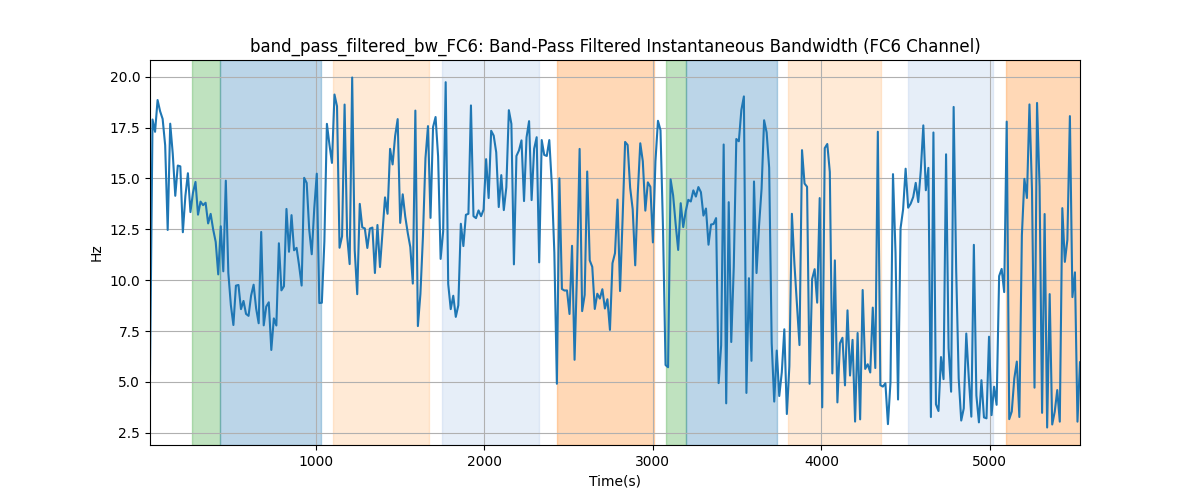 band_pass_filtered_bw_FC6: Band-Pass Filtered Instantaneous Bandwidth (FC6 Channel)
20.0
17.5
15.0
12.5
10.0
7.5
5.0
2.5
Hz
1000 2000 3000 4000 5000
Time(s)